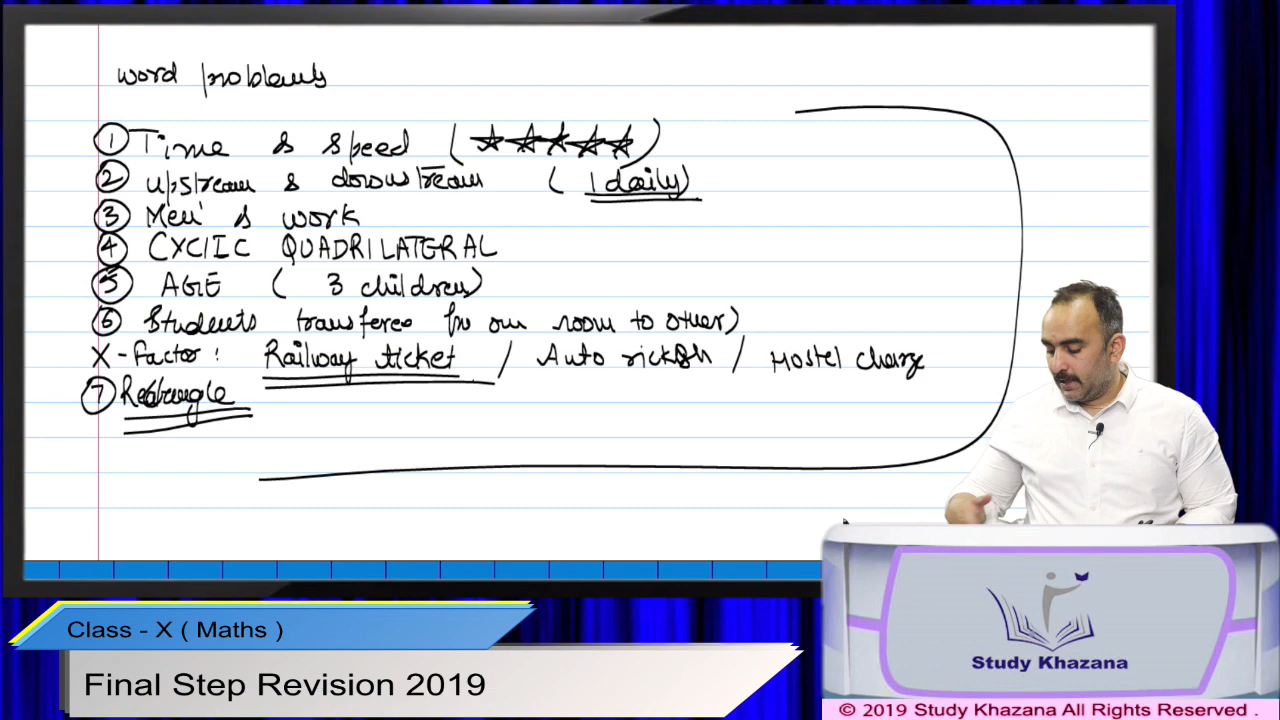 word problems
① Time & speed (☆☆☆☆☆)
② upstream & downstream ( 1 daily)
③ Men & work
④ CYCLIC QUADRILATERAL
⑤ AGE ( 3 children)
⑥ Students transferee from one room to other)
X-Factor: Railway ticket / Auto ricksh / Hostel charge
⑦ Rectangle
Class - X ( Maths )
Final Step Revision 2019
Study Khazana
© 2019 Study Khazana All Rights Reserved .